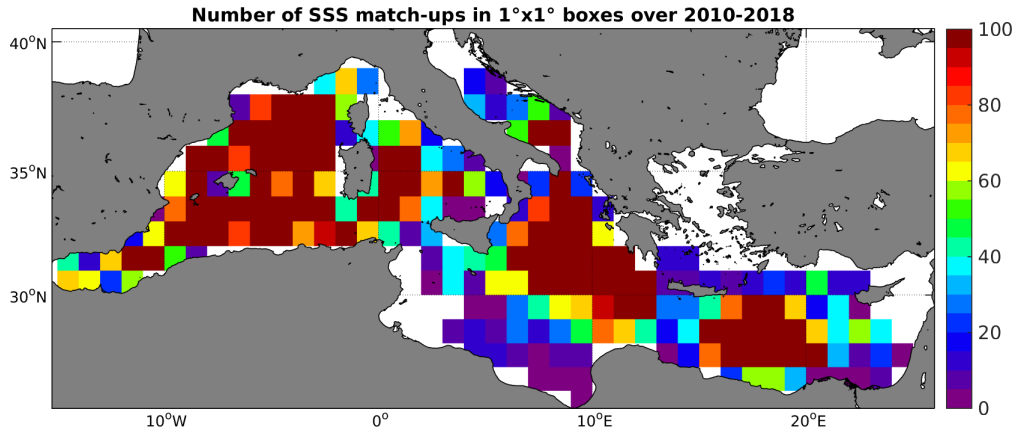 Number of SSS match-ups in 1°x1° boxes over 2010-2018
40°N
35°N
30°N
10°W
0°
10°E
20°E
100
80
60
40
20
0